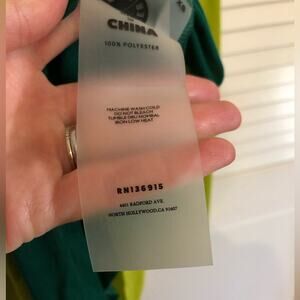 XS
CHINA
100% POLYESTER
MACHINE WASH COLD
DO NOT BLEACH
TUMBLE DRY NORMAL
IRON LOW HEAT
RN136915
4401 RADFORD AVE.
NORTH HOLLYWOOD, CA 91607